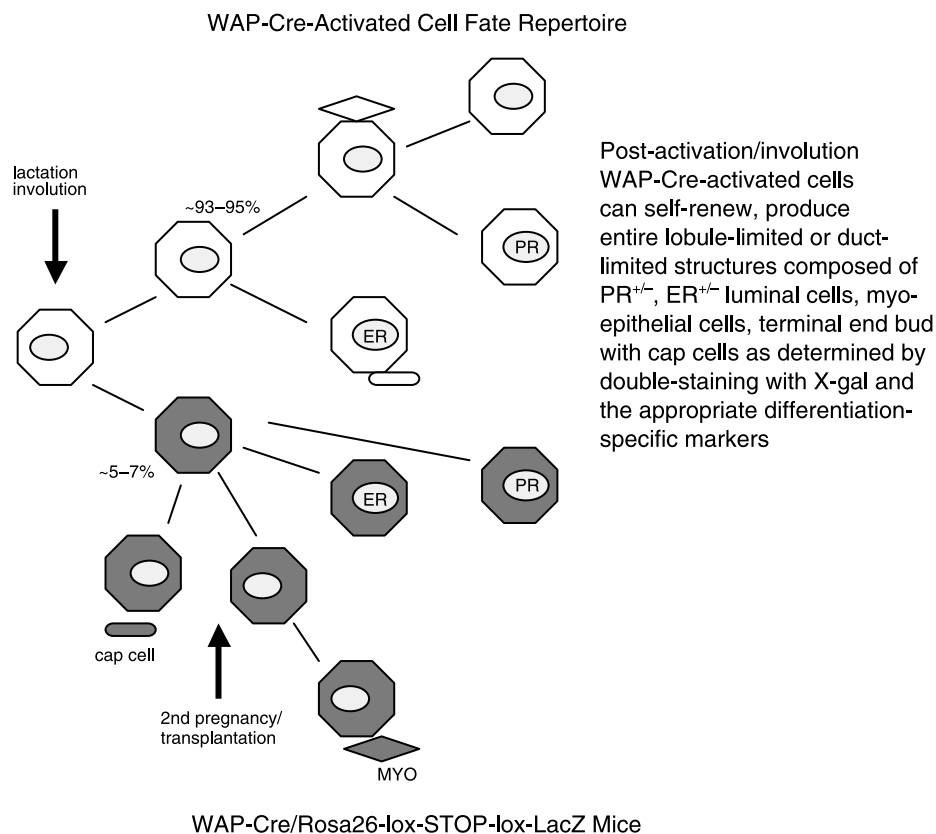 WAP-Cre-Activated Cell Fate Repertoire
lactation
involution
~93–95%
PR
ER
Post-activation/involution
WAP-Cre-activated cells
can self-renew, produce
entire lobule-limited or duct-
limited structures composed of
PR+/–, ER+/– luminal cells, myo-
epithelial cells, terminal end bud
with cap cells as determined by
double-staining with X-gal and
the appropriate differentiation-
specific markers
~5–7%
ER
PR
cap cell
2nd pregnancy/
transplantation
MYO
WAP-Cre/Rosa26-lox-STOP-lox-LacZ Mice